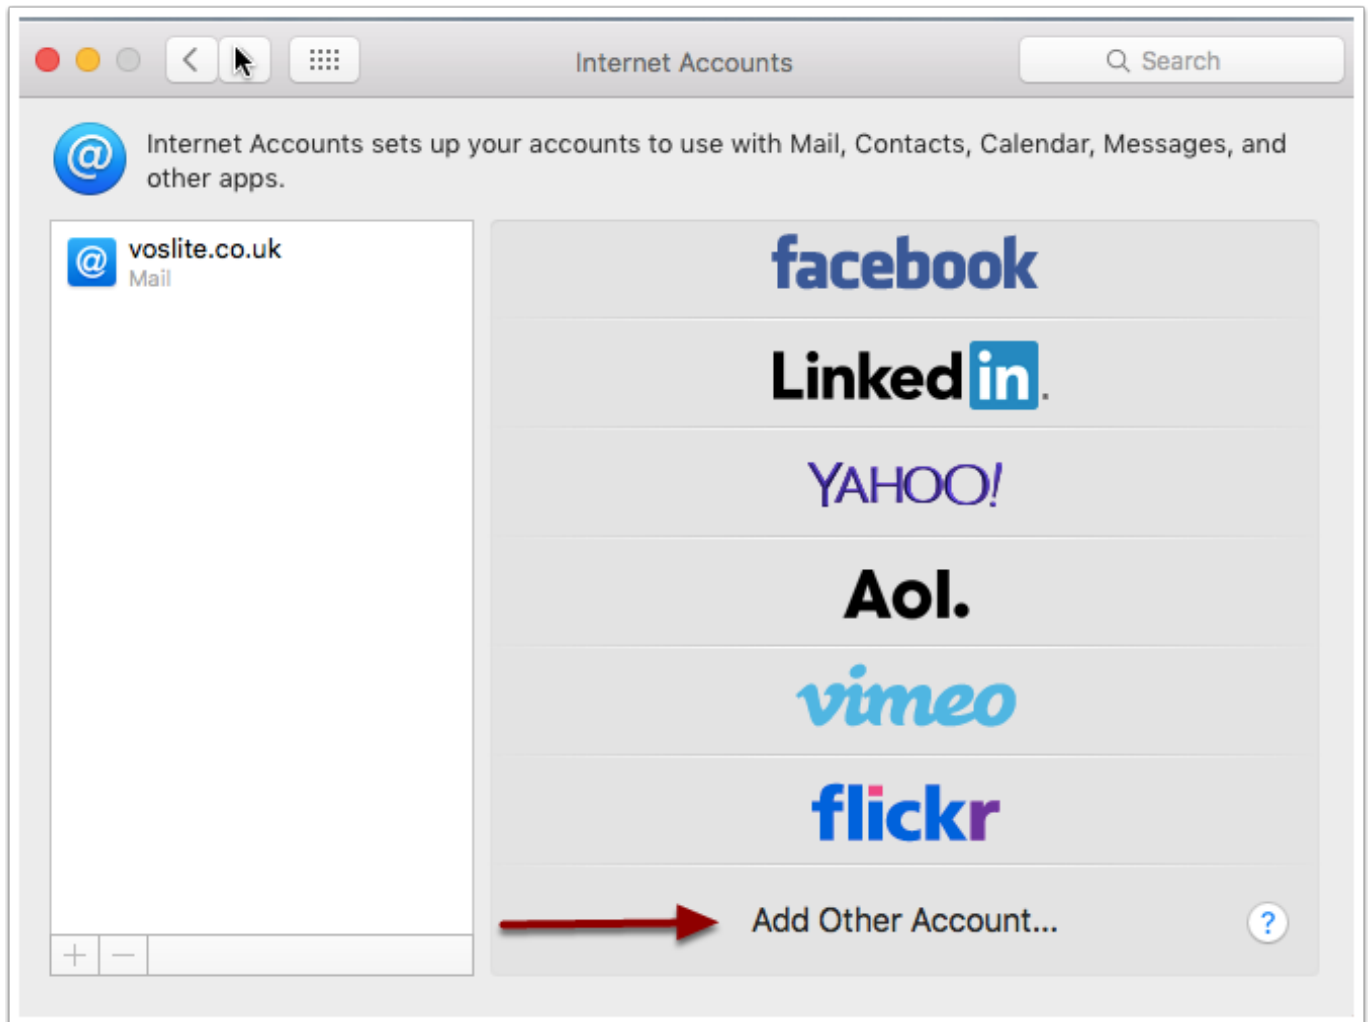 Internet Accounts
Search
Internet Accounts sets up your accounts to use with Mail, Contacts, Calendar, Messages, and
other apps.
voslite.co.uk
Mail
facebook
Linked in.
YAHOO!
Aol.
vimeo
flickr
Add Other Account...
?